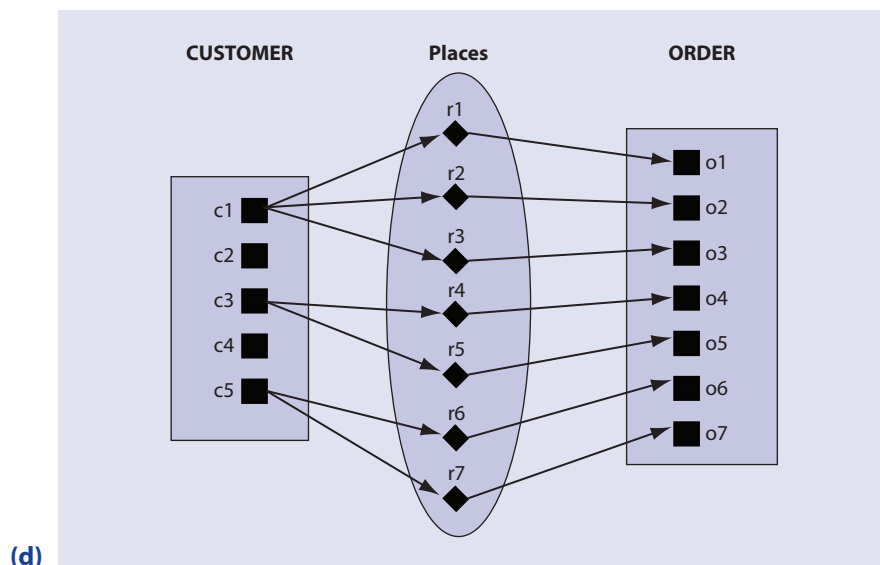 CUSTOMER Places ORDER
r1
o1
r2
c1 o2
r3
c2 o3
r4
c3 o4
r5
c4 o5
r6
c5 o6
r7
o7
(d)